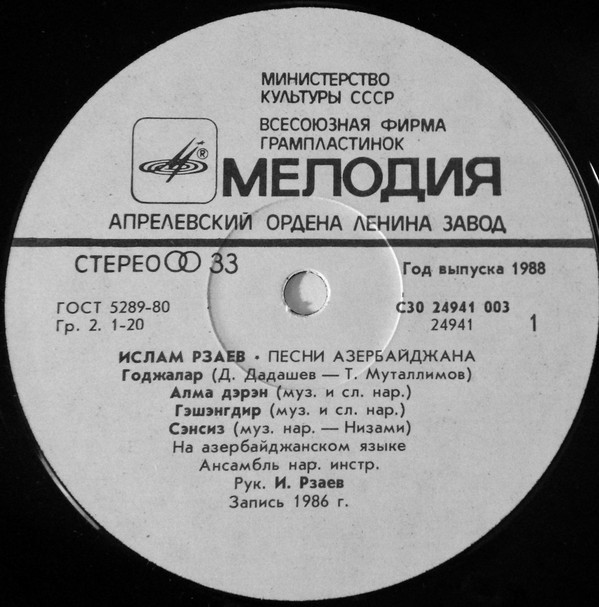 МИНИСТЕРСТВО
КУЛЬТУРЫ СССР
ВСЕСОЮЗНАЯ ФИРМА
ГРАМПЛАСТИНОК
®
МЕЛОДИЯ
АПРЕЛЕВСКИЙ ОРДЕНА ЛЕНИНА ЗАВОД
СТЕРЕО 33
Год выпуска 1988
ГОСТ 5289-80
Гр. 2. 1-20
С30 24941 003
24941 1
ИСЛАМ РЗАЕВ • ПЕСНИ АЗЕРБАЙДЖАНА
Годжалар (Д. Дадашев — Т. Муталлимов)
Алма дэрэн (муз. и сл. нар.)
Гэшэнгдир (муз. и сл. нар.)
Сэнсиз (муз. нар. — Низами)
На азербайджанском языке
Ансамбль нар. инстр.
Рук. И. Рзаев
Запись 1986 г.